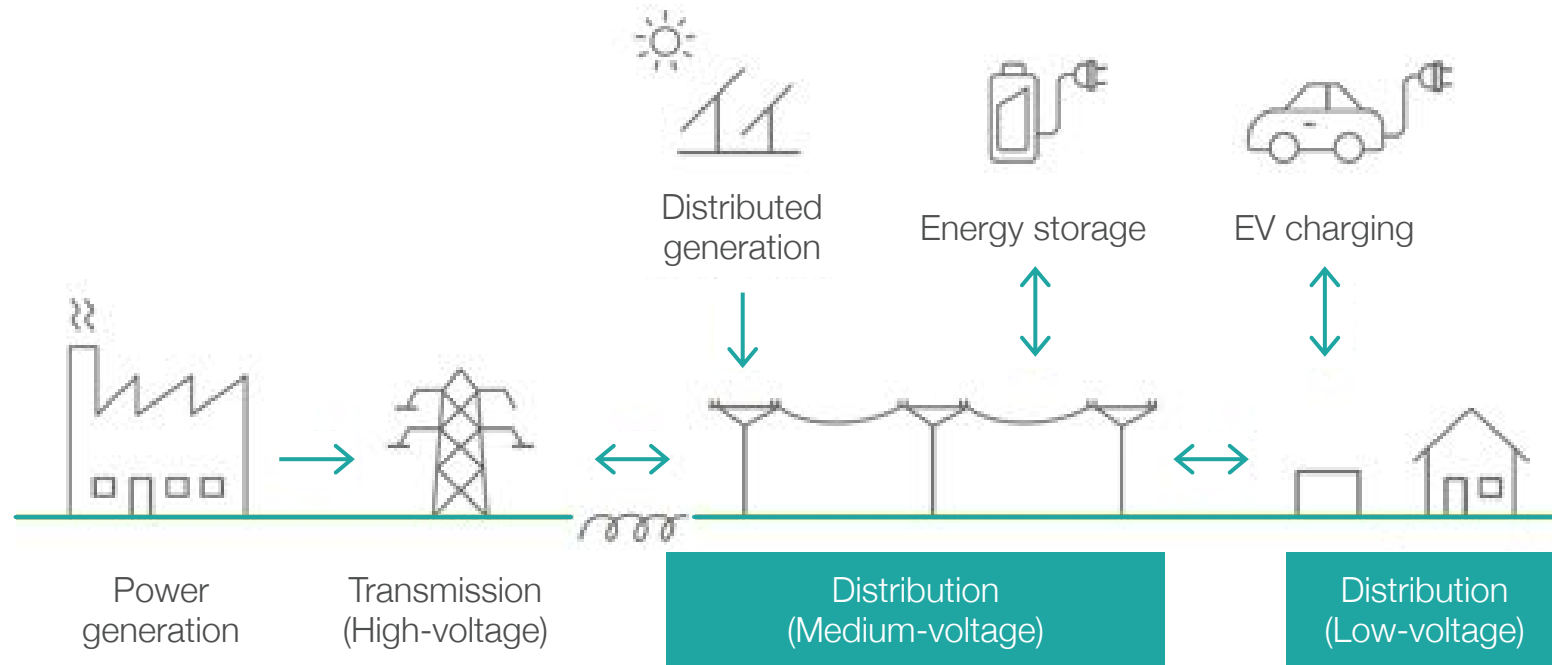 Distributed
generation
Energy storage
EV charging
Power
generation
Transmission
(High-voltage)
Distribution
(Medium-voltage)
Distribution
(Low-voltage)